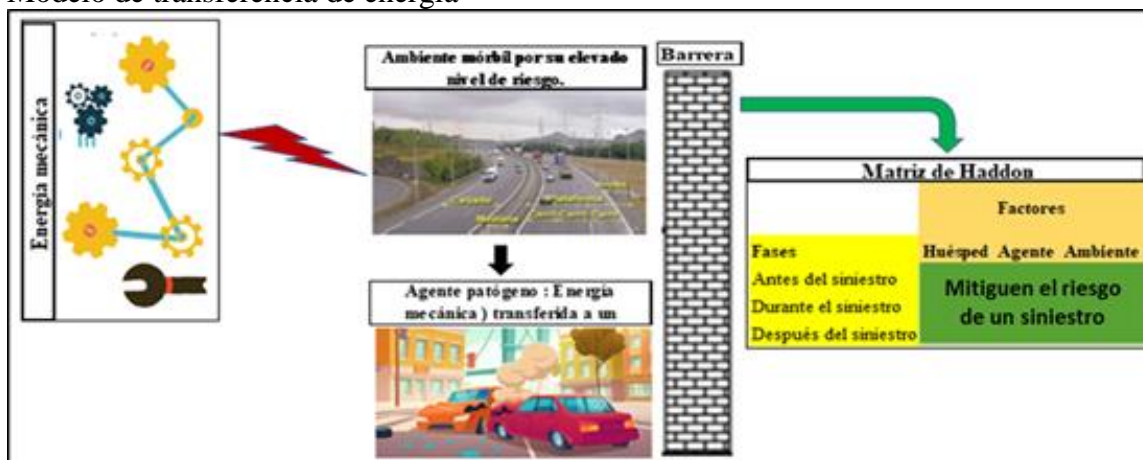 Modelo de transferencia de energía
Energía mecánica
Ambiente mórbil por su elevado
nivel de riesgo.
Agente patógeno : Energía
mecánica ) transferida a un
Barrera
Matriz de Haddon
Factores
Fases
Huésped Agente Ambiente
Antes del siniestro
Durante el siniestro
Después del siniestro
Mitiguen el riesgo
de un siniestro